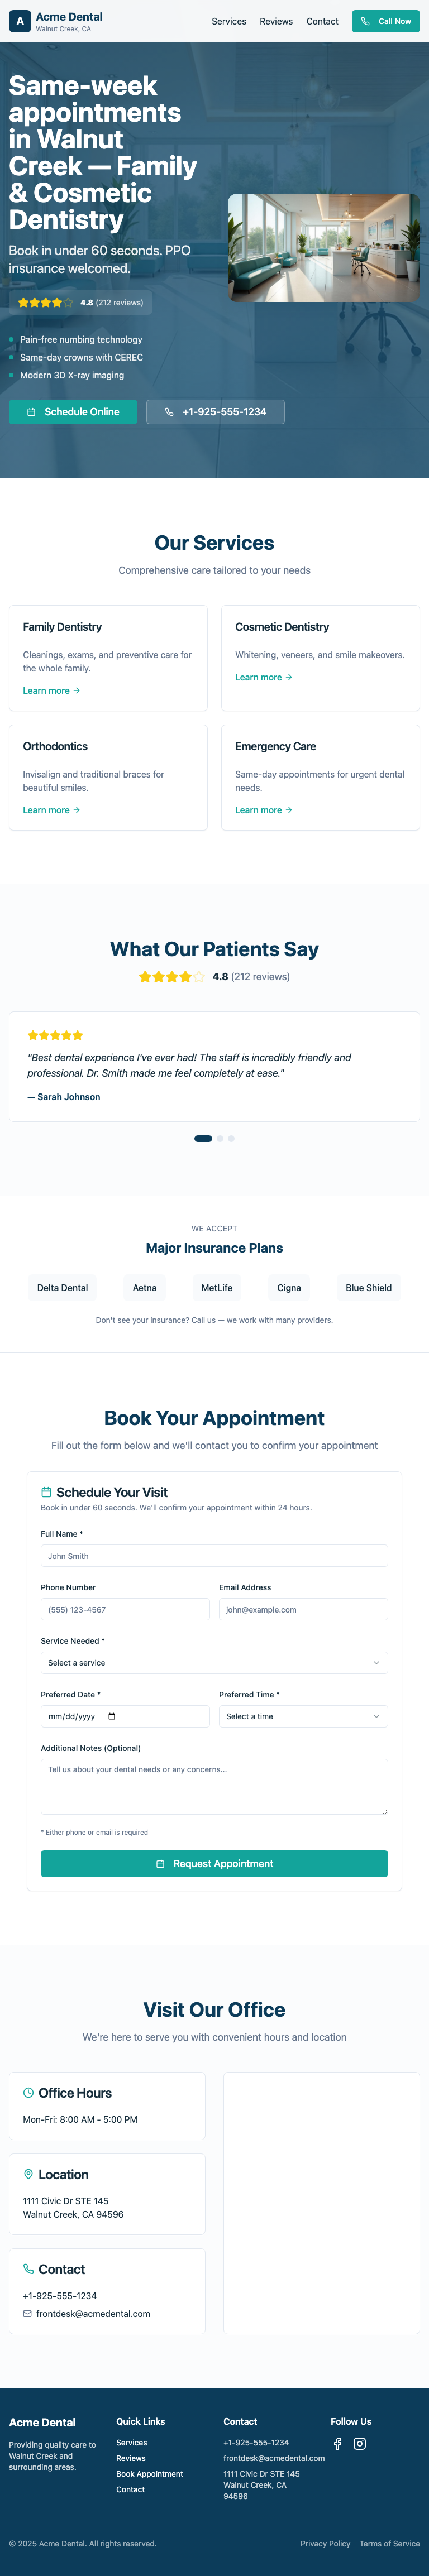 A
Acme Dental
Walnut Creek, CA
Services
Reviews
Contact
Call Now
Same-week
appointments
in Walnut
Creek — Family
& Cosmetic
Dentistry
Book in under 60 seconds. PPO
insurance welcomed.
4.8 (212 reviews)
Pain-free numbing technology
Same-day crowns with CEREC
Modern 3D X-ray imaging
Schedule Online
+1-925-555-1234
Our Services
Comprehensive care tailored to your needs
Family Dentistry
Cleanings, exams, and preventive care for
the whole family.
Learn more →
Cosmetic Dentistry
Whitening, veneers, and smile makeovers.
Learn more →
Orthodontics
Invisalign and traditional braces for
beautiful smiles.
Learn more →
Emergency Care
Same-day appointments for urgent dental
needs.
Learn more →
What Our Patients Say
4.8 (212 reviews)
"Best dental experience I've ever had! The staff is incredibly friendly and
professional. Dr. Smith made me feel completely at ease."
— Sarah Johnson
WE ACCEPT
Major Insurance Plans
Delta Dental
Aetna
MetLife
Cigna
Blue Shield
Don't see your insurance? Call us — we work with many providers.
Book Your Appointment
Fill out the form below and we'll contact you to confirm your appointment
Schedule Your Visit
Book in under 60 seconds. We'll confirm your appointment within 24 hours.
Full Name *
John Smith
Phone Number
(555) 123-4567
Email Address
john@example.com
Service Needed *
Select a service
Preferred Date *
mm/dd/yyyy
Preferred Time *
Select a time
Additional Notes (Optional)
Tell us about your dental needs or any concerns...
* Either phone or email is required
Request Appointment
Visit Our Office
We're here to serve you with convenient hours and location
Office Hours
Mon-Fri: 8:00 AM - 5:00 PM
Location
1111 Civic Dr STE 145
Walnut Creek, CA 94596
Contact
+1-925-555-1234
frontdesk@acmedental.com
Acme Dental
Providing quality care to
Walnut Creek and
surrounding areas.
Quick Links
Services
Reviews
Book Appointment
Contact
Contact
+1-925-555-1234
frontdesk@acmedental.com
1111 Civic Dr STE 145
Walnut Creek, CA
94596
Follow Us
© 2025 Acme Dental. All rights reserved.
Privacy Policy
Terms of Service